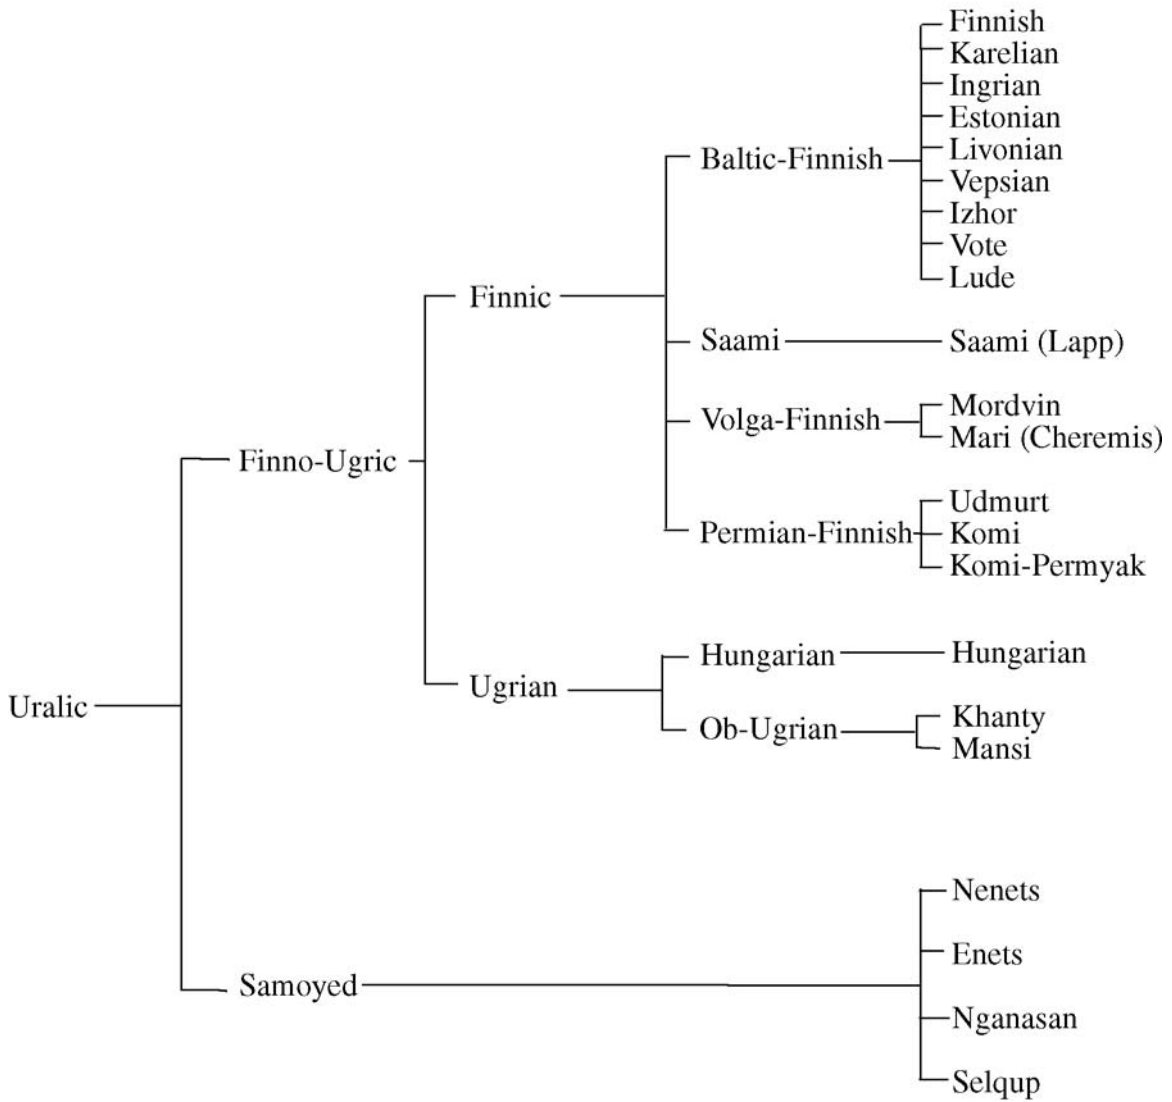 Finnish
Karelian
Ingrian
Estonian
Livonian
Baltic-Finnish
Vepsian
Izhor
Vote
Lude
Finnic
Saami
Saami (Lapp)
Mordvin
Volga-Finnish
Mari (Cheremis)
Finno-Ugric
Udmurt
Permian-Finnish
Komi
Komi-Permyak
Hungarian
Hungarian
Ugrian
Uralic
Khanty
Ob-Ugrian
Mansi
Nenets
Enets
Samoyed
Nganasan
Selqup